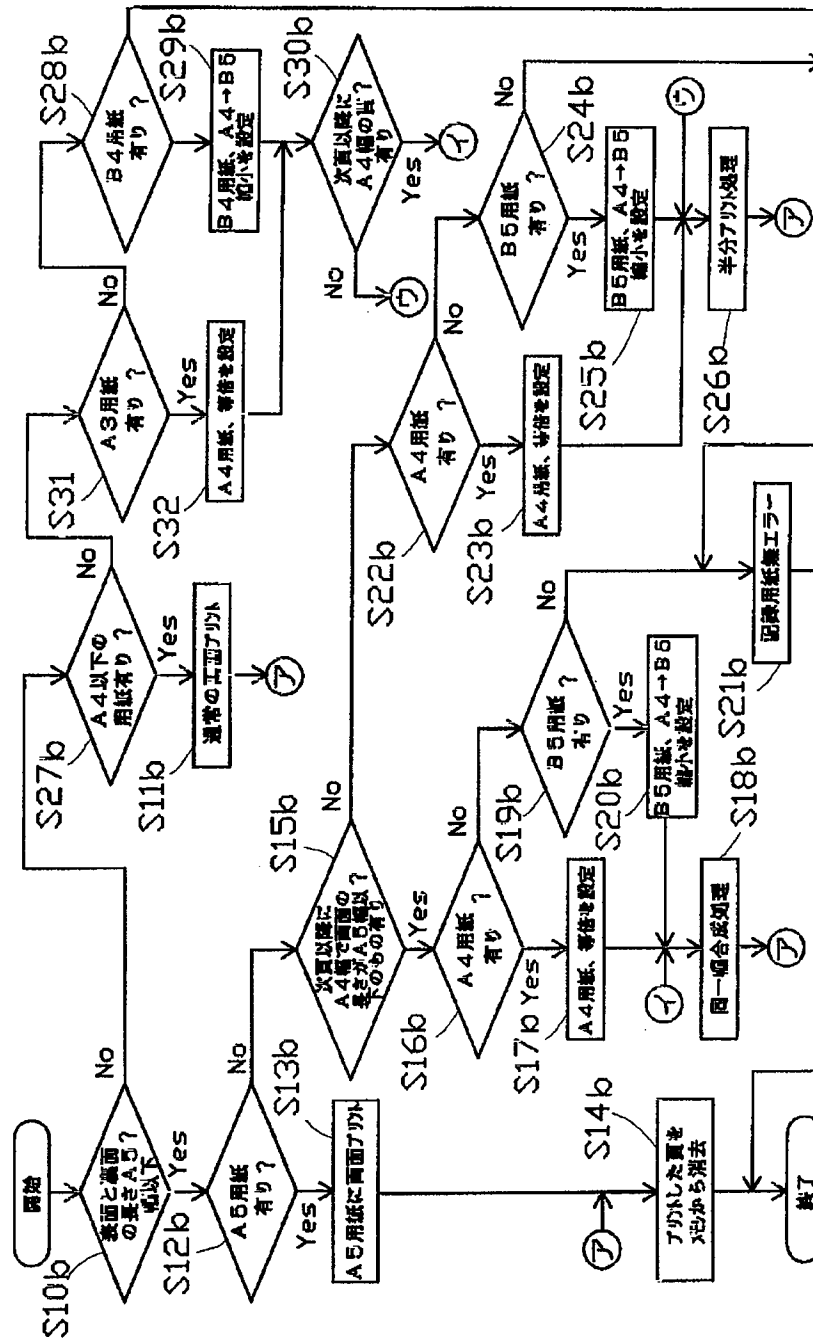 開始
S10b
表面と裏面
の長さA5?
幅以下
Yes
No
S12b
A5用紙
有り?
Yes
No
S13b
A5用紙に両面プリント
ア
S14b
プリントした頁を
メモリから消去
終了
S27b
A4以下の
用紙有り?
Yes
No
S11b
通常の両面プリント
ア
S15b
次頁以降に
A4幅で画面の
長さがA5幅以?
下のもの有り
Yes
No
S16b
A4用紙
有り?
Yes
No
S17b
A4用紙、等倍を設定
イ
S18b
同一幅合成処理
ア
S19b
B5用紙
有り?
Yes
No
S20b
B5用紙、A4→B5
縮小を設定
S21b
記録用紙無エラー
S31
A3用紙
有り?
Yes
No
S32
A4用紙、等倍を設定
S28b
B4用紙
有り?
S29b
B4用紙、A4→B5
縮小を設定
S30b
次頁以降に
A4幅の頁?
有り
Yes
No
イ
ウ
S22b
A4用紙
有り?
Yes
No
S23b
A4用紙、等倍を設定
S24b
B5用紙
有り?
Yes
No
S25b
B5用紙、A4→B5
縮小を設定
ウ
S26b
半分プリント処理
ア